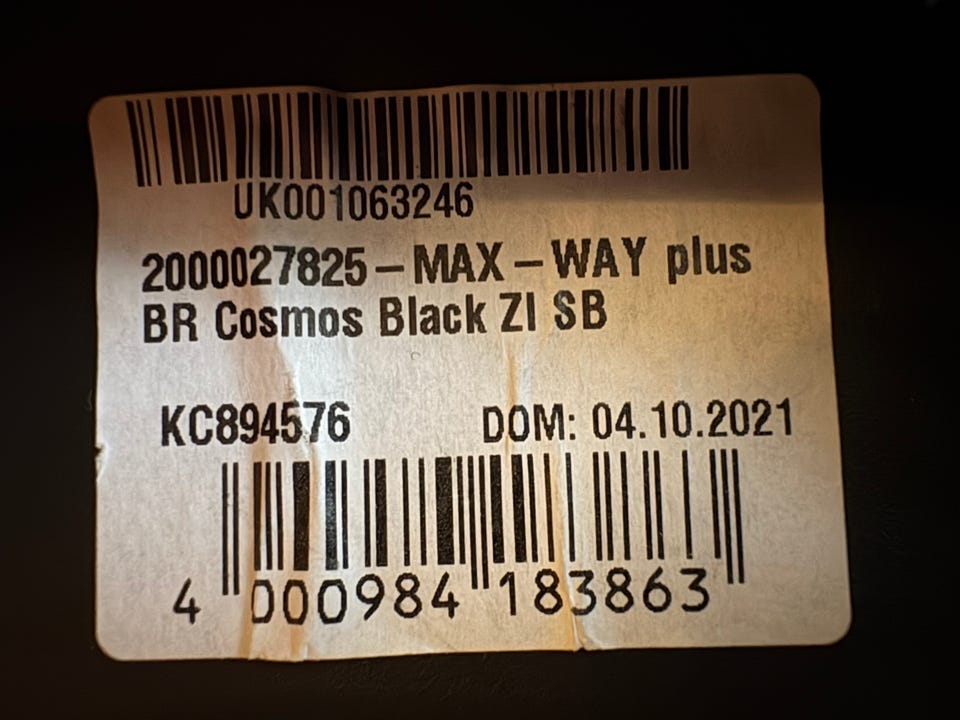 UK001063246
2000027825 – MAX – WAY plus
BR Cosmos Black ZI SB
KC894576 DOM: 04.10.2021
4 000984 183863